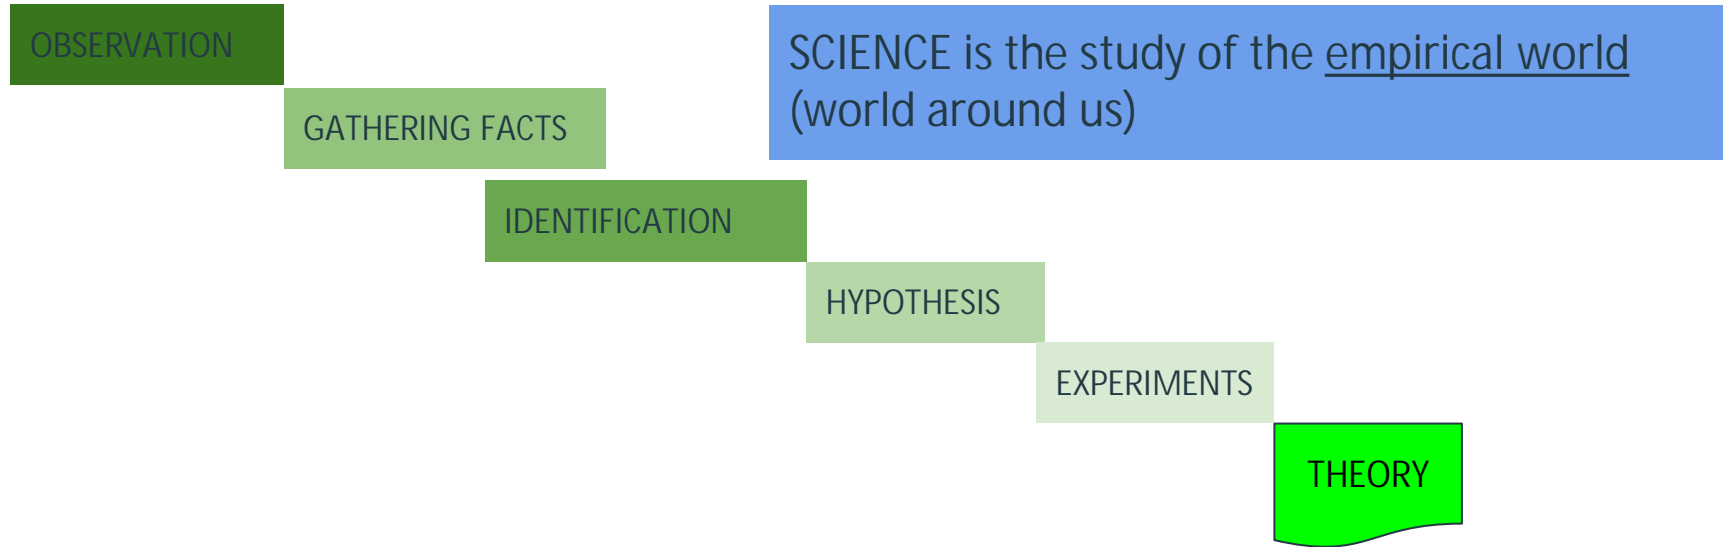 OBSERVATION
SCIENCE is the study of the empirical world
(world around us)
GATHERING FACTS
IDENTIFICATION
HYPOTHESIS
EXPERIMENTS
THEORY